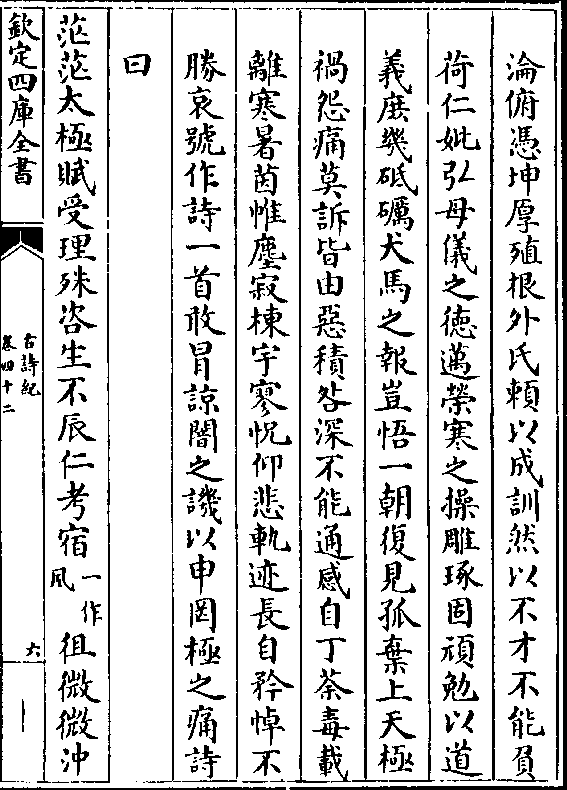 淪俯憑坤厚殖根外氏賴以成訓然以不才不能負
荷仁妣弘母儀之徳邁榮寒之操雕琢固頑勉以道
義庶幾砥礪犬馬之報豈悟一朝復見孤棄上天極
禍怨痛莫訴皆由惡積咎深不能通感自丁荼毒載
離寒暑茵帷塵寂棟宇寥怳仰悲軌迹長自矜悼不
勝哀號作詩一首敢冒諒闇之譏以申罔極之痛詩
曰
茫茫太極賦受理殊咨生不辰仁考宿一作夙徂微微沖
欽定四庫全書
古詩紀
卷四十二
六